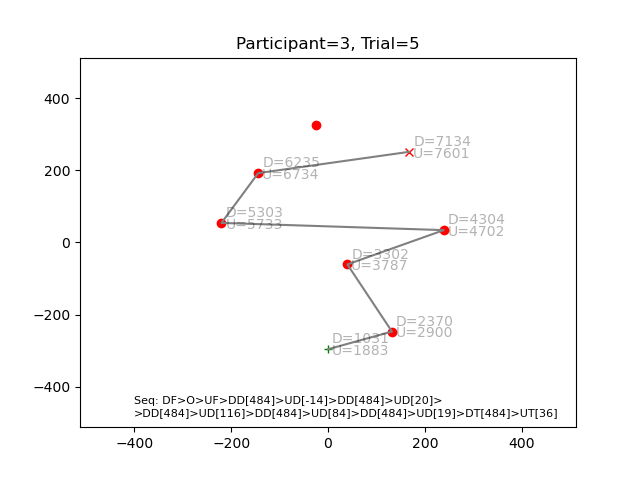 Participant=3, Trial=5
400
200
0
−200
−400
D=7134
U=7601
D=6235
U=6734
D=5303
U=5733
D=4304
U=4702
D=3302
U=3787
D=2370
U=2900
D=1031
U=1883
Seq: DF>O>UF>DD[484]>UD[-14]>DD[484]>UD[20]>
>DD[484]>UD[116]>DD[484]>UD[84]>DD[484]>UD[19]>DT[484]>UT[36]
−400 −200 0 200 400